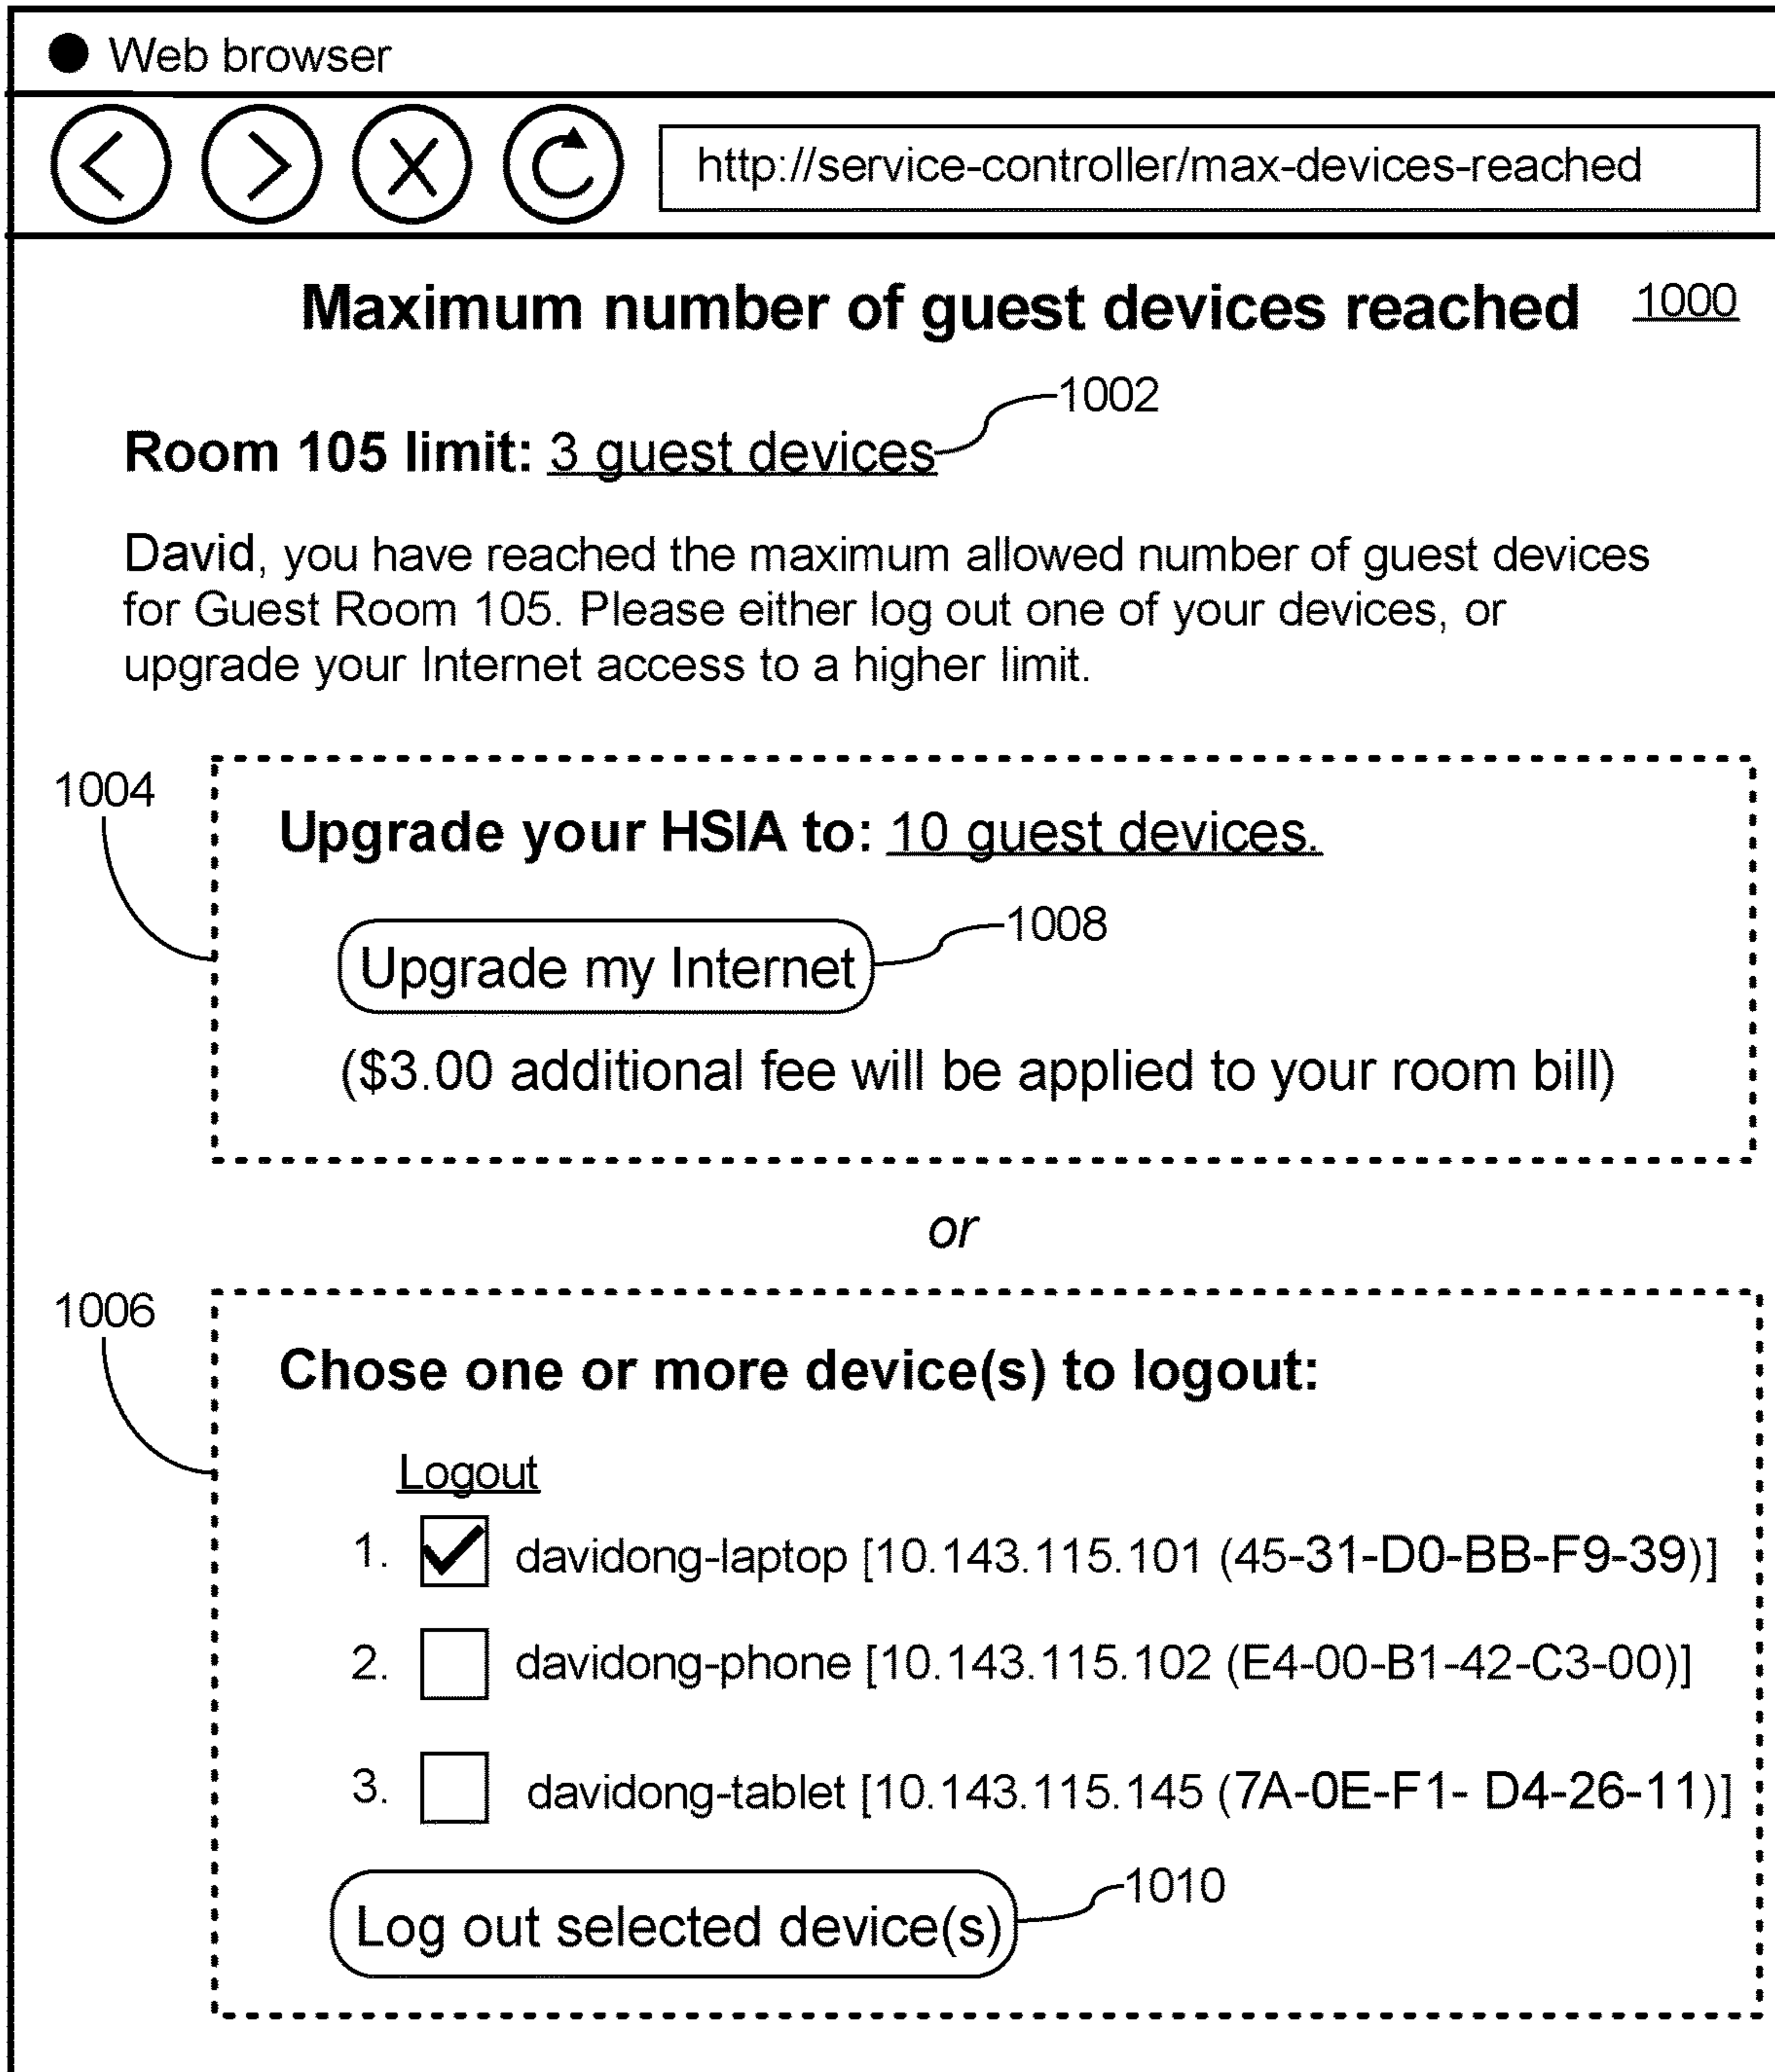 Web browser
http://service-controller/max-devices-reached
Maximum number of guest devices reached 1000
1002
Room 105 limit: 3 guest devices
David, you have reached the maximum allowed number of guest devices
for Guest Room 105. Please either log out one of your devices, or
upgrade your Internet access to a higher limit.
1004
Upgrade your HSIA to: 10 guest devices.
1008
Upgrade my Internet
($3.00 additional fee will be applied to your room bill)
or
1006
Chose one or more device(s) to logout:
Logout
1. davidong-laptop [10.143.115.101 (45-31-D0-BB-F9-39)]
2. davidong-phone [10.143.115.102 (E4-00-B1-42-C3-00)]
3. davidong-tablet [10.143.115.145 (7A-0E-F1- D4-26-11)]
1010
Log out selected device(s)